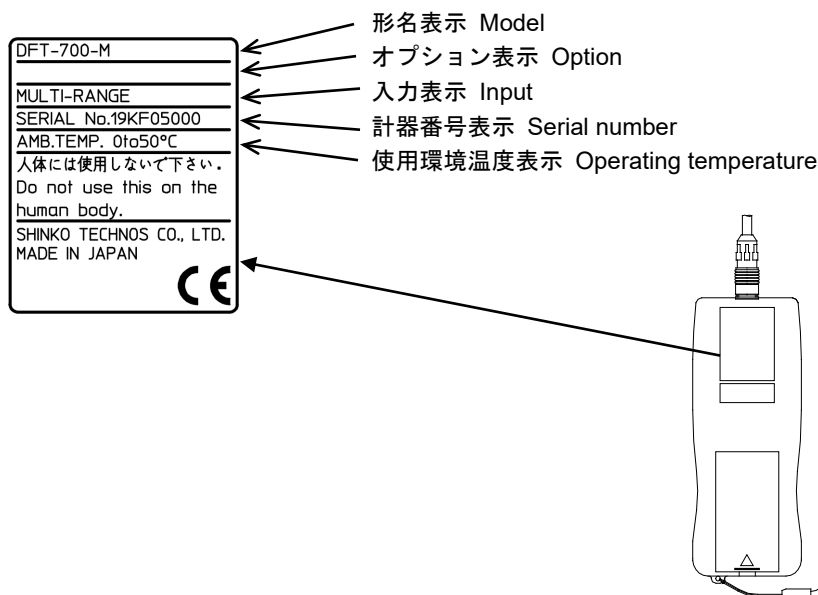 DFT-700-M
MULTI-RANGE
SERIAL No.19KF05000
AMB.TEMP. 0to50°C
人体には使用しないで下さい.
Do not use this on the
human body.
SHINKO TECHNOS CO., LTD.
MADE IN JAPAN
CE
形名表示 Model
オプション表示 Option
入力表示 Input
計器番号表示 Serial number
使用環境温度表示 Operating temperature